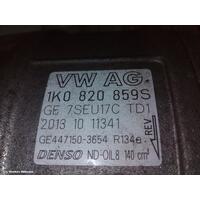 VW AG
1K0 820 859S
GE 7SEU17C TD1
2013 10 11341
GE447150-3654 R134a
REV
DENSO ND-OIL8 140 cm³